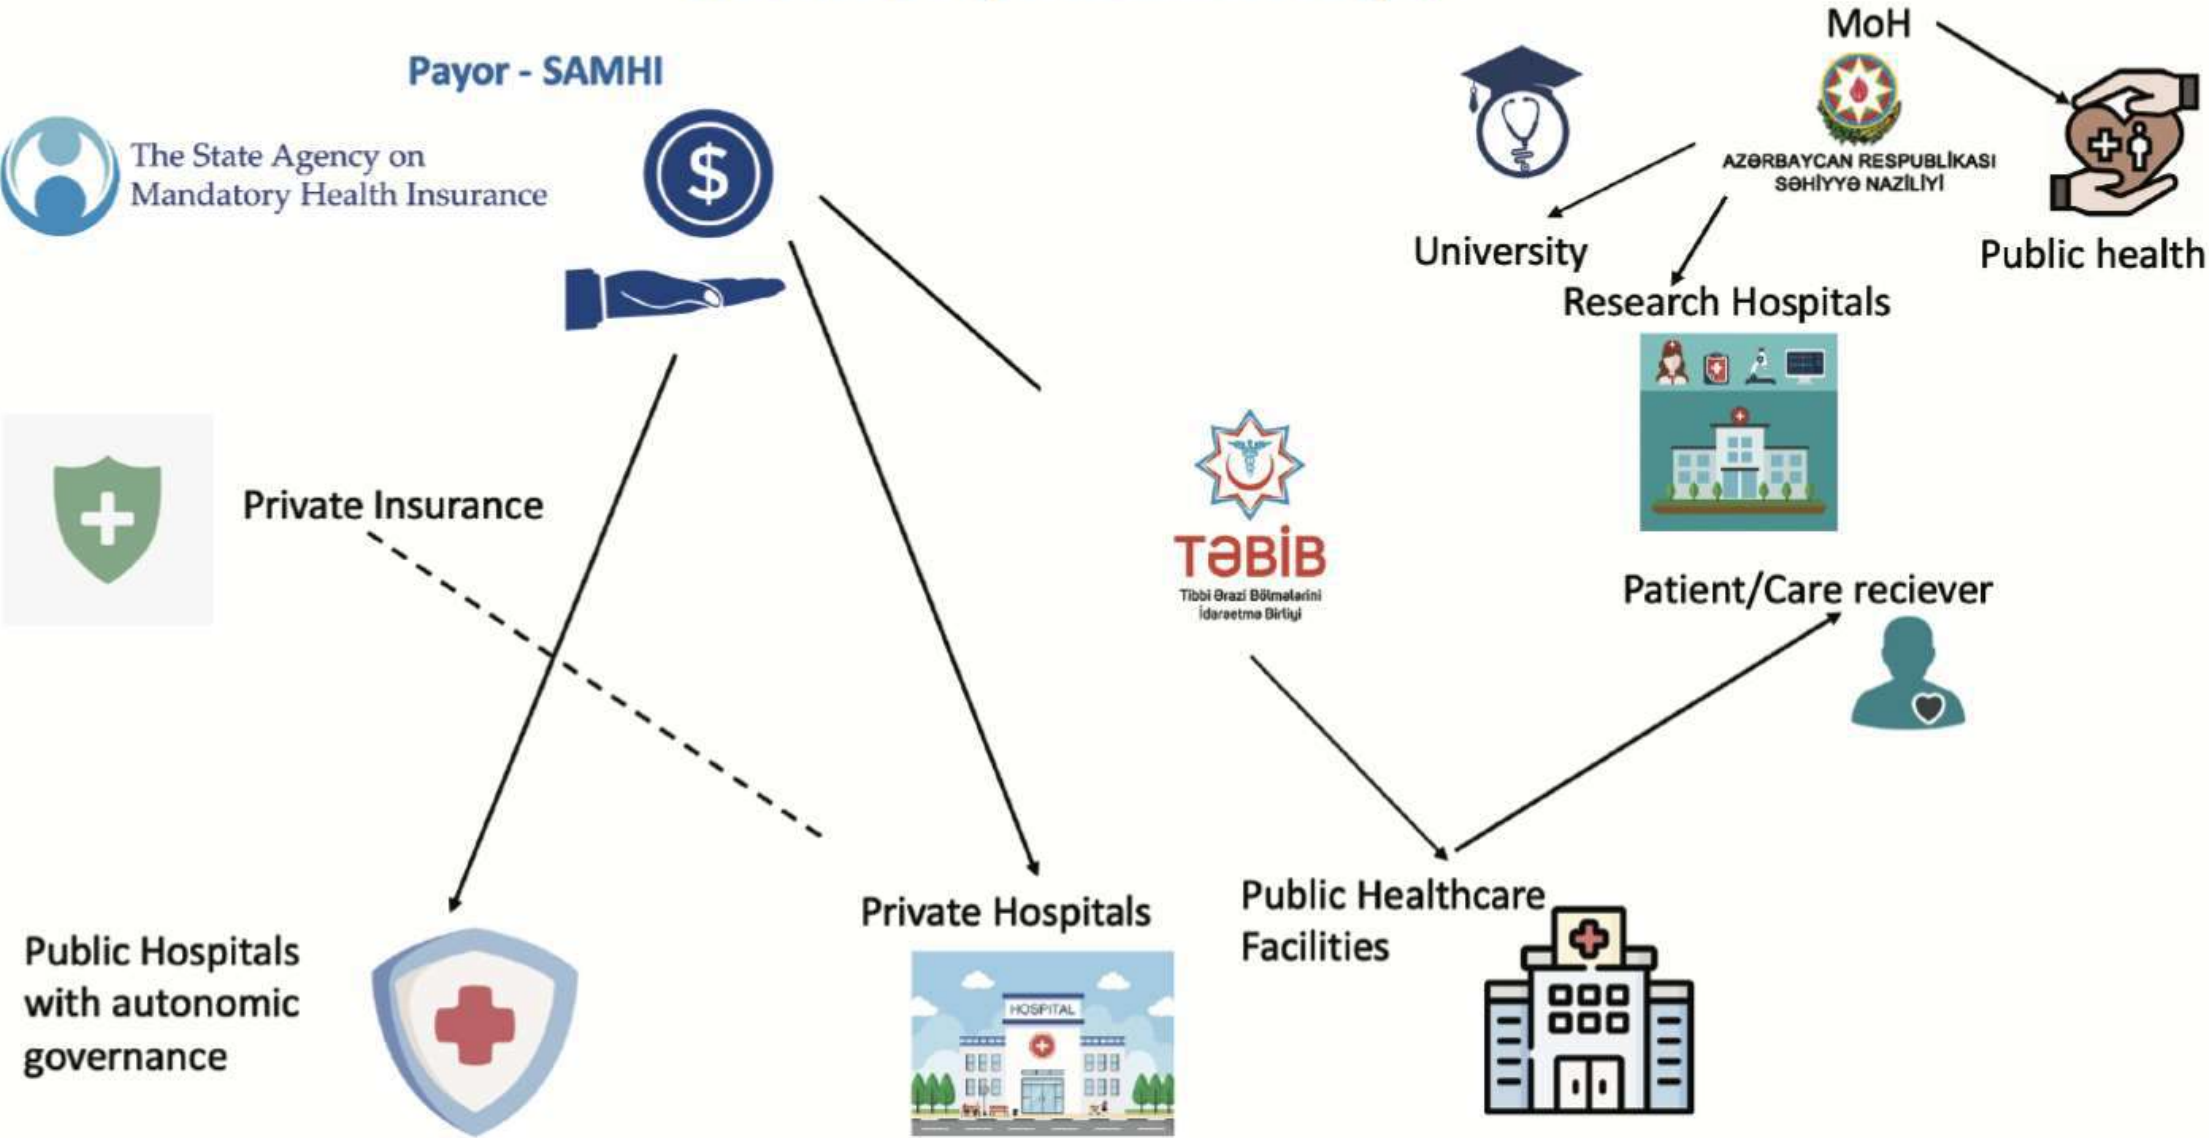 Payor - SAMHI
The State Agency on
Mandatory Health Insurance
$
MoH
AZƏRBAYCAN RESPUBLİKASI
SƏHİYYƏ NAZİLİYİ
University
Public health
Research Hospitals
Private Insurance
TƏBİB
Tibbi Ərazi Bölmələrini
İdarəetmə Birliyi
Patient/Care reciever
Public Hospitals
with autonomic
governance
Private Hospitals
HOSPITAL
Public Healthcare
Facilities